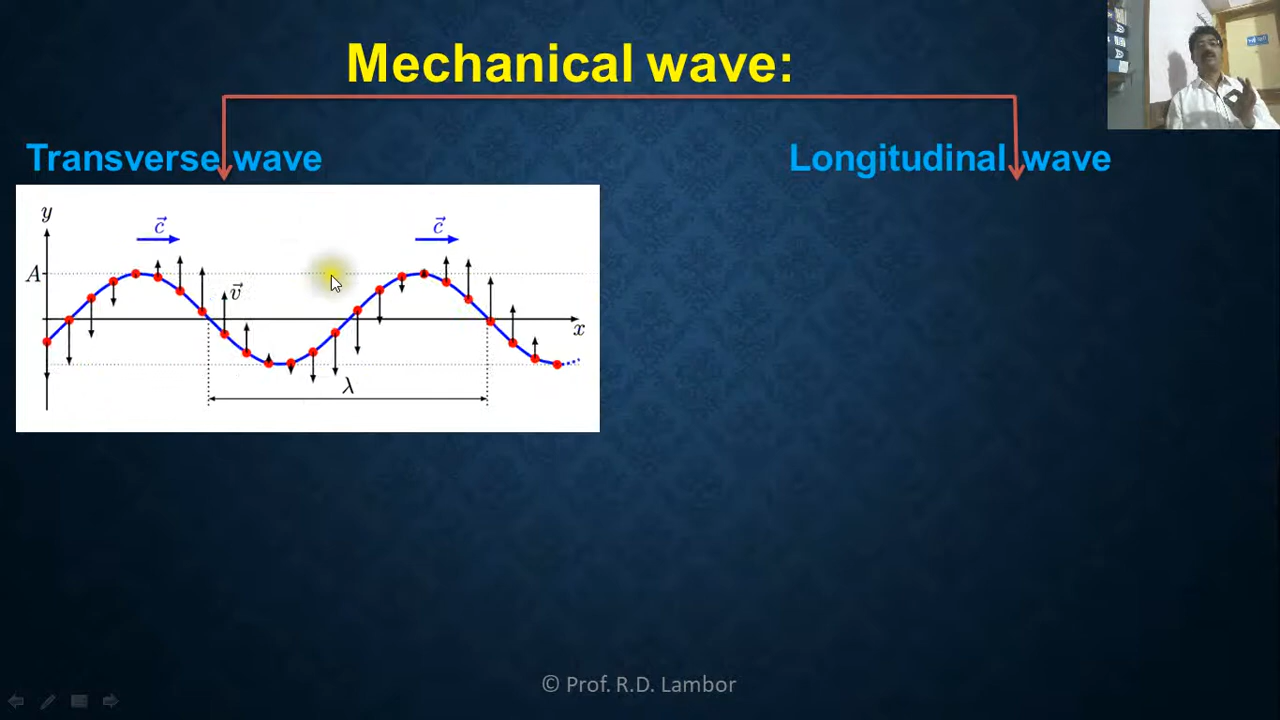 Mechanical wave:
Transverse wave
Longitudinal wave
y
c⃗
c⃗
A
v⃗
x
λ
© Prof. R.D. Lambor